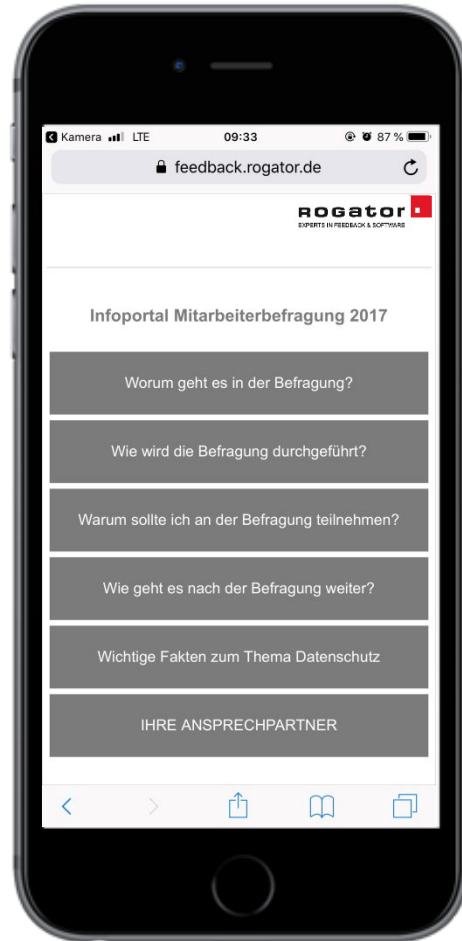 Kamera LTE 09:33 87 %
feedback.rogator.de
ROGATOR
EXPERTS IN FEEDBACK & SOFTWARE
Infoportal Mitarbeiterbefragung 2017
Worum geht es in der Befragung?
Wie wird die Befragung durchgeführt?
Warum sollte ich an der Befragung teilnehmen?
Wie geht es nach der Befragung weiter?
Wichtige Fakten zum Thema Datenschutz
IHRE ANSPRECHPARTNER